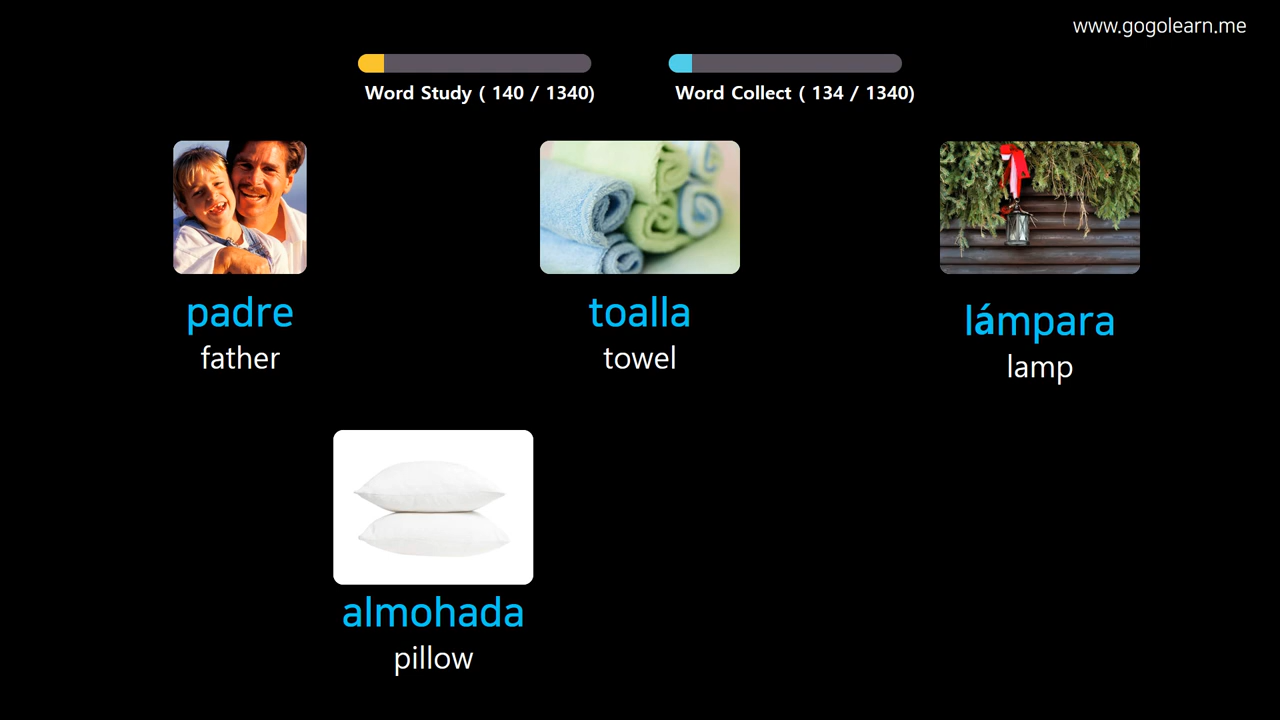 www.gogolearn.me
Word Study ( 140 / 1340)
Word Collect ( 134 / 1340)
padre
father
toalla
towel
lámpara
lamp
almohada
pillow